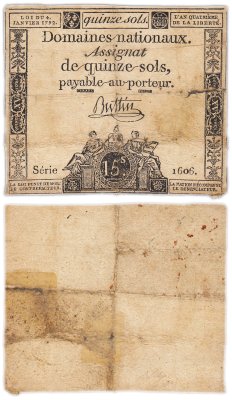 LOI DU 4.
JANVIER 1792.
quinze sols.
L'AN QUATRIÈME
DE LA LIBERTÉ.
Domaines nationaux.
Assignat
de quinze sols,
payable au porteur.
Buttin
15S
Série
1606.
LA LOI PUNIT DE MORT
LE CONTREFACTEUR.
LA NATION RÉCOMPENSE
LE DÉNONCIATEUR.